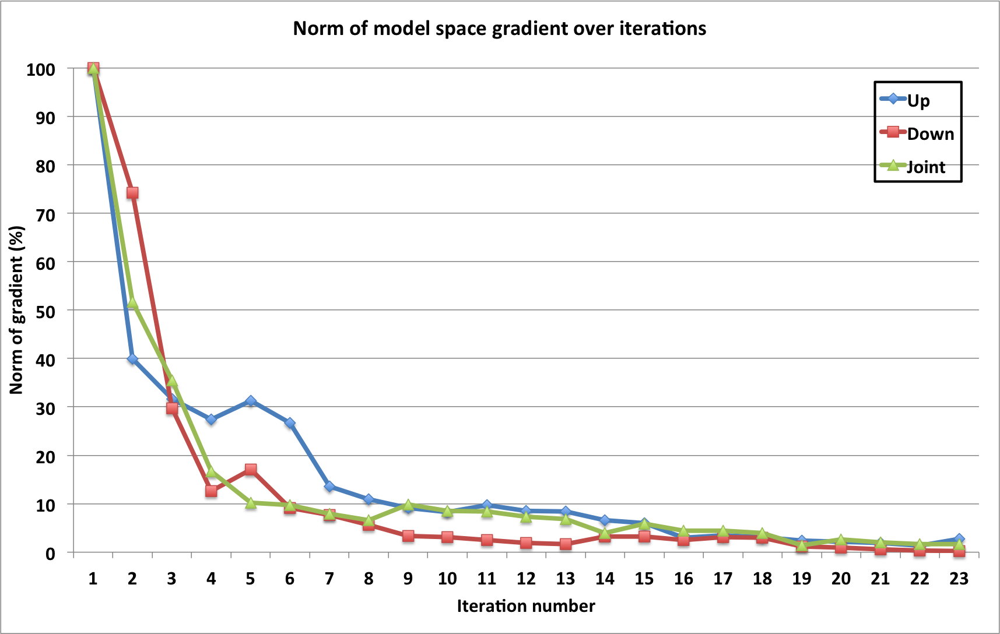 Norm of model space gradient over iterations
100
90
80
70
60
50
40
30
20
10
0
Norm of gradient (%)
Up
Down
Joint
1 2 3 4 5 6 7 8 9 10 11 12 13 14 15 16 17 18 19 20 21 22 23
Iteration number